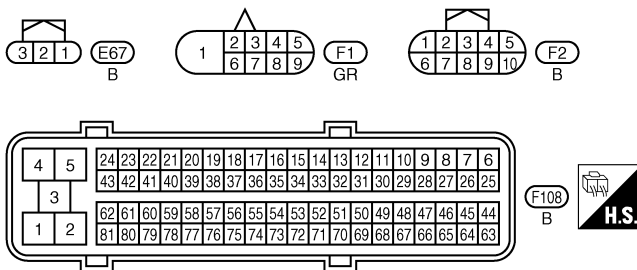 3 2 1 E67
B
1 2 3 4 5 F1
6 7 8 9
GR
1 2 3 4 5 F2
6 7 8 9 10
B
4 5 24 23 22 21 20 19 18 17 16 15 14 13 12 11 10 9 8 7 6
43 42 41 40 39 38 37 36 35 34 33 32 31 30 29 28 27 26 25
3 F108
B
1 2 62 61 60 59 58 57 56 55 54 53 52 51 50 49 48 47 46 45 44
81 80 79 78 77 76 75 74 73 72 71 70 69 68 67 66 65 64 63
H.S.